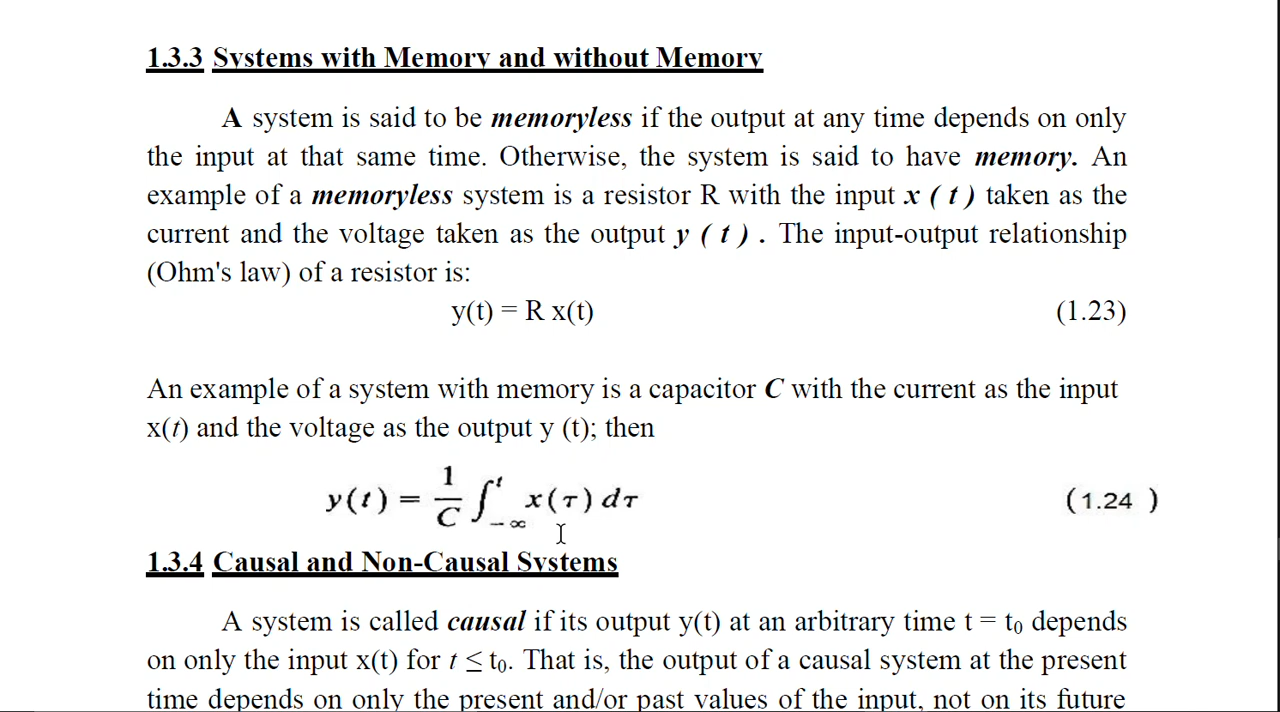 1.3.3 Systems with Memory and without Memory
A system is said to be memoryless if the output at any time depends on only
the input at that same time. Otherwise, the system is said to have memory. An
example of a memoryless system is a resistor R with the input x ( t ) taken as the
current and the voltage taken as the output y ( t ) . The input-output relationship
(Ohm's law) of a resistor is:
y(t) = R x(t) (1.23)
An example of a system with memory is a capacitor C with the current as the input
x(t) and the voltage as the output y (t); then
y(t) = 1/C ∫_{-∞}^{t} x(τ) dτ (1.24 )
1.3.4 Causal and Non-Causal Systems
A system is called causal if its output y(t) at an arbitrary time t = t₀ depends
on only the input x(t) for t ≤ t₀. That is, the output of a causal system at the present
time depends on only the present and/or past values of the input, not on its future